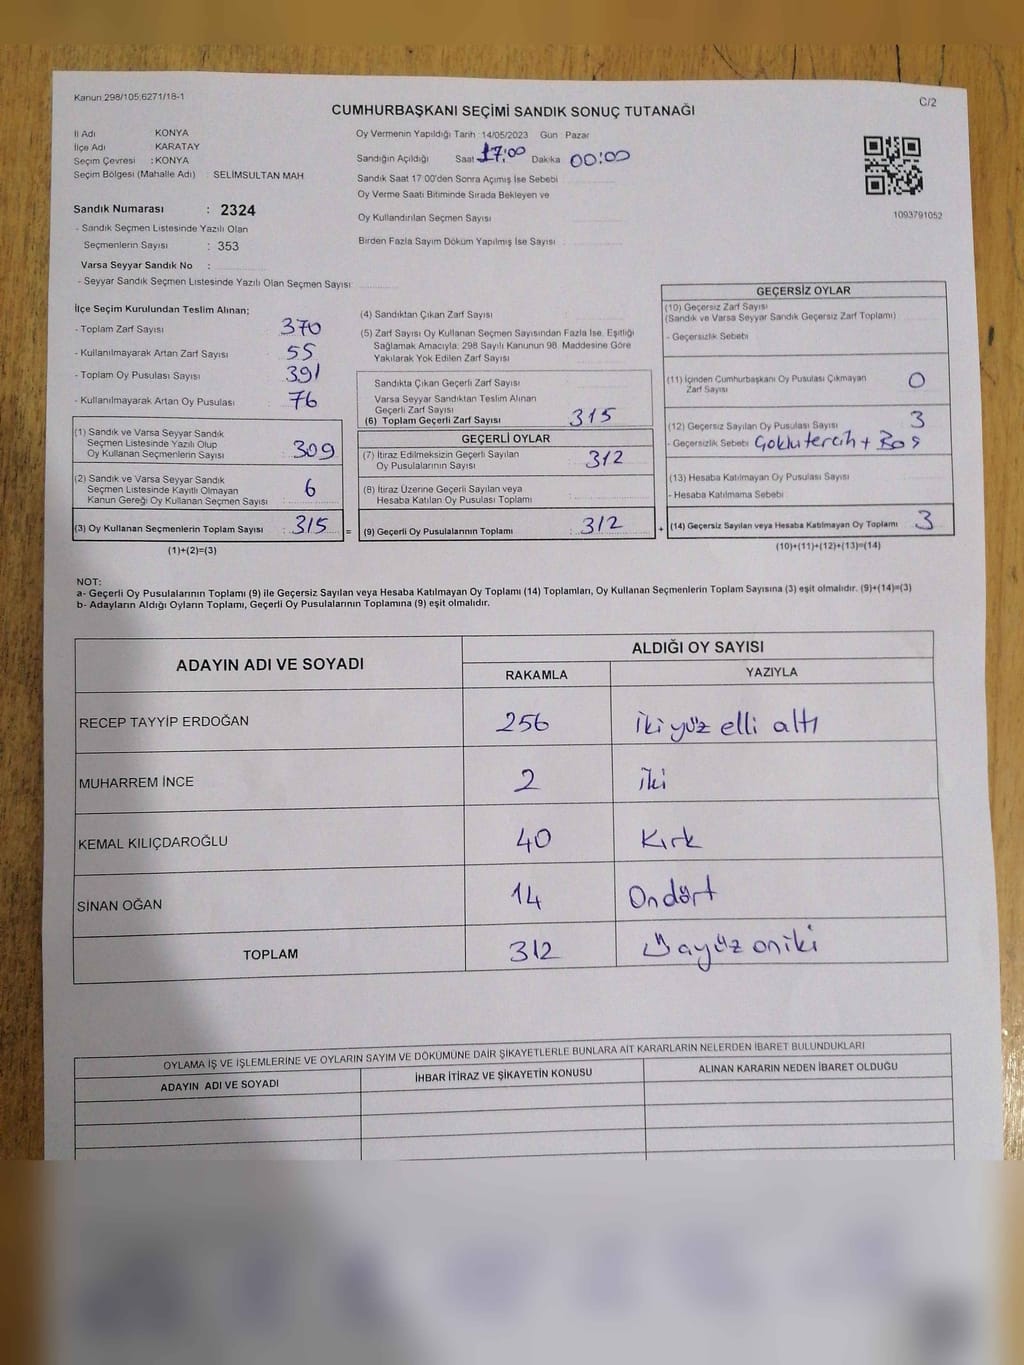 Kanun 298/105,6271/18-1
C/2
CUMHURBAŞKANI SEÇİMİ SANDIK SONUÇ TUTANAĞI
İl Adı KONYA
İlçe Adı KARATAY
Seçim Çevresi : KONYA
Seçim Bölgesi (Mahalle Adı) : SELİMSULTAN MAH
Sandık Numarası : 2324
- Sandık Seçmen Listesinde Yazılı Olan
Seçmenlerin Sayısı : 353
Varsa Seyyar Sandık No :
- Seyyar Sandık Seçmen Listesinde Yazılı Olan Seçmen Sayısı:
Oy Vermenin Yapıldığı Tarih :14/05/2023 Gün Pazar
Sandığın Açıldığı Saat 17:00 Dakika 00:00
Sandık Saat 17:00'den Sonra Açımış İse Sebebi
Oy Verme Saati Bitiminde Sırada Bekleyen ve
Oy Kullandırılan Seçmen Sayısı
Birden Fazla Sayım Döküm Yapılmış İse Sayısı
1093791052
İlçe Seçim Kurulundan Teslim Alınan;
- Toplam Zarf Sayısı 370
- Kullanılmayarak Artan Zarf Sayısı 55
- Toplam Oy Pusulası Sayısı 391
- Kullanılmayarak Artan Oy Pusulası 76
(1) Sandık ve Varsa Seyyar Sandık
Seçmen Listesinde Yazılı Olup
Oy Kullanan Seçmenlerin Sayısı 309
(2) Sandık ve Varsa Seyyar Sandık
Seçmen Listesinde Kayıtlı Olmayan
Kanun Gereği Oy Kullanan Seçmen Sayısı 6
(3) Oy Kullanan Seçmenlerin Toplam Sayısı : 315 =
(1)+(2)=(3)
(4) Sandıktan Çıkan Zarf Sayısı
(5) Zarf Sayısı Oy Kullanan Seçmen Sayısından Fazla İse, Eşitliği
Sağlamak Amacıyla; 298 Sayılı Kanunun 98. Maddesine Göre
Yakılarak Yok Edilen Zarf Sayısı
Sandıkta Çıkan Geçerli Zarf Sayısı
Varsa Seyyar Sandıktan Teslim Alınan
Geçerli Zarf Sayısı
(6) Toplam Geçerli Zarf Sayısı : 315
GEÇERLİ OYLAR
(7) İtiraz Edilmeksizin Geçerli Sayılan
Oy Pusulalarının Sayısı : 312
(8) İtiraz Üzerine Geçerli Sayılan veya
Hesaba Katılan Oy Pusulası Toplamı
(9) Geçerli Oy Pusulalarının Toplamı : 312 +
GEÇERSİZ OYLAR
(10) Geçersiz Zarf Sayısı
(Sandık ve Varsa Seyyar Sandık Geçersiz Zarf Toplamı)
- Geçersizlik Sebebi
(11) İçinden Cumhurbaşkanı Oy Pusulası Çıkmayan
Zarf Sayısı 0
(12) Geçersiz Sayılan Oy Pusulası Sayısı 3
- Geçersizlik Sebebi Çoklu tercih + Boş
(13) Hesaba Katılmayan Oy Pusulası Sayısı
- Hesaba Katılmama Sebebi
(14) Geçersiz Sayılan veya Hesaba Katılmayan Oy Toplamı 3
(10)+(11)+(12)+(13)=(14)
NOT:
a- Geçerli Oy Pusulalarının Toplamı (9) ile Geçersiz Sayılan veya Hesaba Katılmayan Oy Toplamı (14) Toplamları, Oy Kullanan Seçmenlerin Toplam Sayısına (3) eşit olmalıdır. (9)+(14)=(3)
b- Adayların Aldığı Oyların Toplamı, Geçerli Oy Pusulalarının Toplamına (9) eşit olmalıdır.
ADAYIN ADI VE SOYADI
ALDIĞI OY SAYISI
RAKAMLA YAZIYLA
RECEP TAYYİP ERDOĞAN 256 iki yüz elli altı
MUHARREM İNCE 2 iki
KEMAL KILIÇDAROĞLU 40 Kırk
SİNAN OĞAN 14 Ondört
TOPLAM 312 oniki
OYLAMA İŞ VE İŞLEMLERİNE VE OYLARIN SAYIM VE DÖKÜMÜNE DAİR ŞİKAYETLERLE BUNLARA AİT KARARLARIN NELERDEN İBARET BULUNDUKLARI
ADAYIN ADI VE SOYADI İHBAR İTİRAZ VE ŞİKAYETİN KONUSU ALINAN KARARIN NEDEN İBARET OLDUĞU